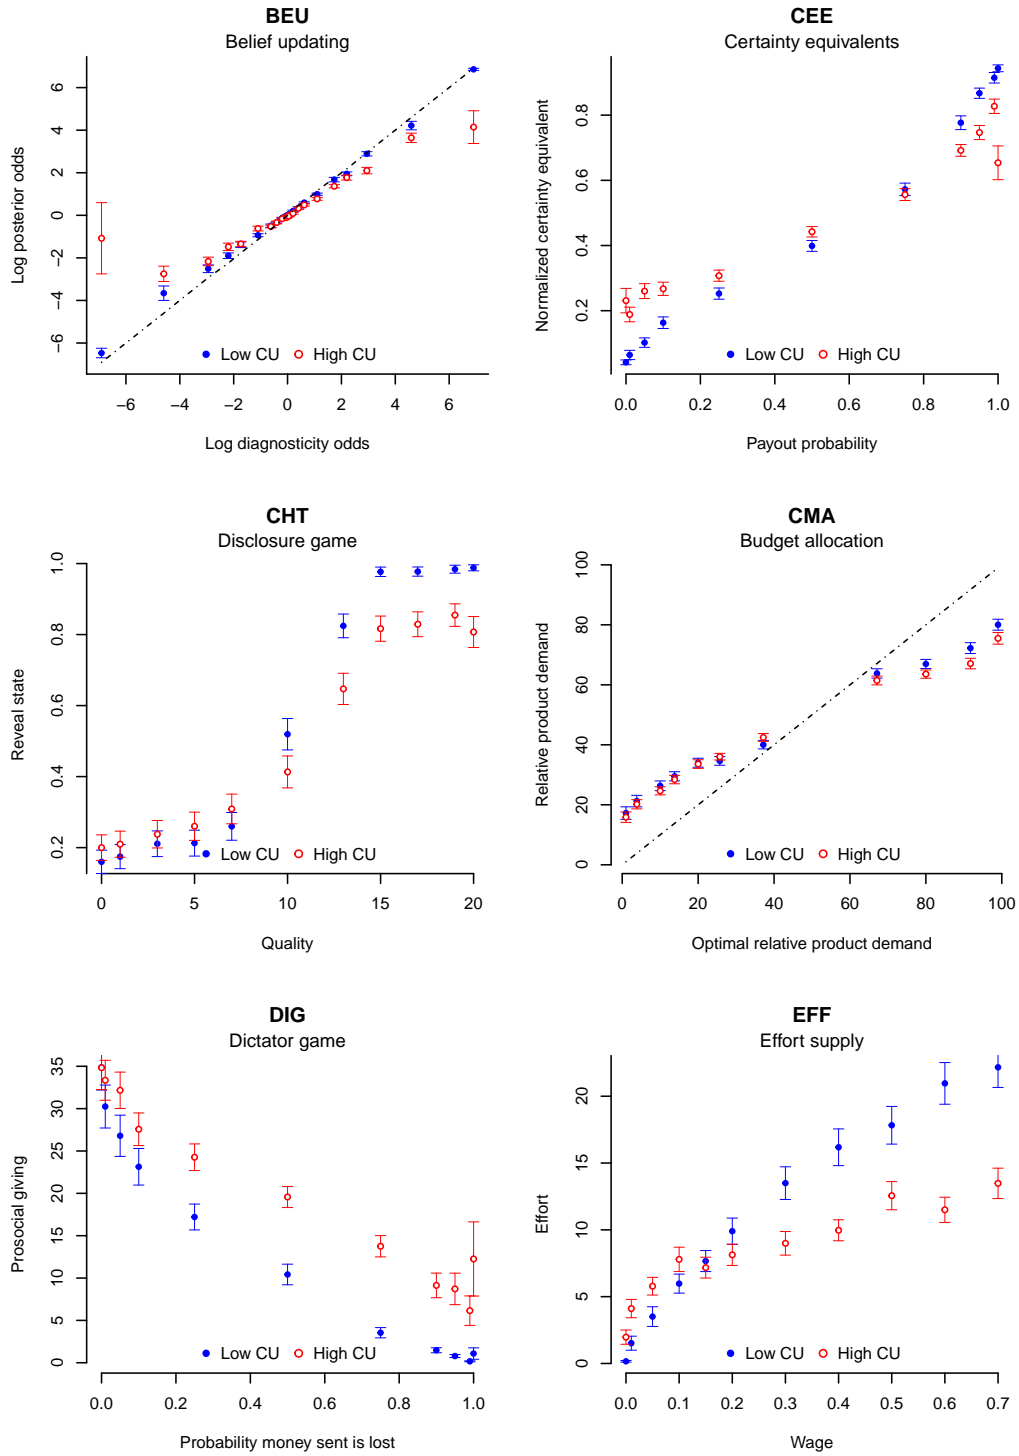 BEU
Belief updating
Log posterior odds
6
4
2
0
−2
−4
−6
Low CU
High CU
−6
−4
−2
0
2
4
6
Log diagnosticity odds
CEE
Certainty equivalents
Normalized certainty equivalent
0.8
0.6
0.4
0.2
Low CU
High CU
0.0
0.2
0.4
0.6
0.8
1.0
Payout probability
CHT
Disclosure game
Reveal state
1.0
0.8
0.6
0.4
0.2
Low CU
High CU
0
5
10
15
20
Quality
CMA
Budget allocation
Relative product demand
100
80
60
40
20
0
Low CU
High CU
0
20
40
60
80
100
Optimal relative product demand
DIG
Dictator game
Prosocial giving
35
30
25
20
15
10
5
0
Low CU
High CU
0.0
0.2
0.4
0.6
0.8
1.0
Probability money sent is lost
EFF
Effort supply
Effort
20
15
10
5
0
Low CU
High CU
0.0
0.1
0.2
0.3
0.4
0.5
0.6
0.7
Wage